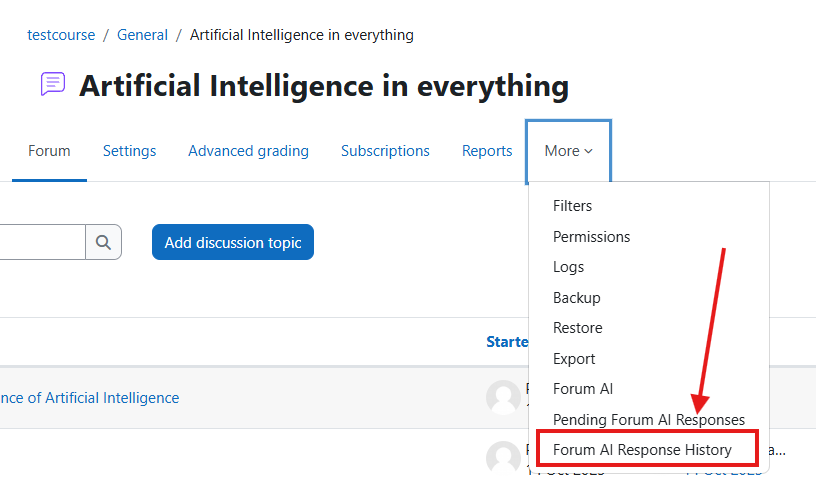 testcourse / General / Artificial Intelligence in everything
Artificial Intelligence in everything
Forum Settings Advanced grading Subscriptions Reports More
Filters
Permissions
Add discussion topic
Logs
Backup
Restore
Starte
Export
Forum AI
nce of Artificial Intelligence
Pending Forum AI Responses
Forum AI Response History